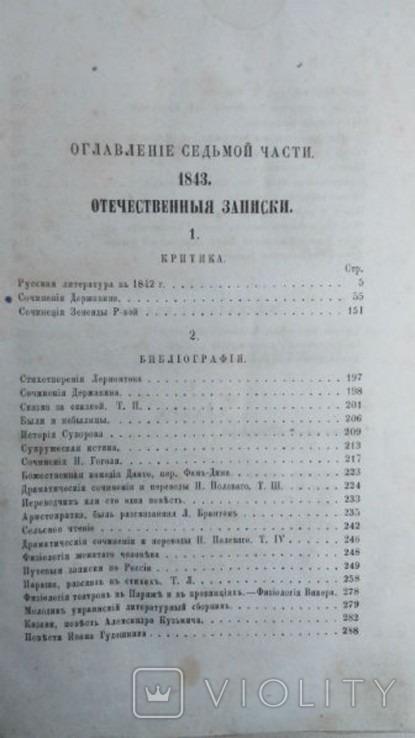 ОГЛАВЛЕНІЕ СЕДЬМОЙ ЧАСТИ.
1843.
ОТЕЧЕСТВЕННЫЯ ЗАПИСКИ.
1.
КРИТИКА.
Стр.
Русская литература въ 1842 г. 5
Сочиненія Державина. 55
Сочиненія Зенеиды Р-вой 151
2.
БИБЛІОГРАФІЯ.
Стихотворенія Лермонтова 197
Сочиненія Державина. 198
Сказка за сказкой. Т. II. 201
Были и небылицы. 206
Исторія Суворова 209
Супружеская истина. 213
Сочиненія Н. Гоголя. 217
Божественная комедія Данте, пер. Фанъ-Дима. 223
Драматическія сочиненія и переводы Н. Полеваго. Т. III. 224
Переводчикъ или сто одна повѣсть. 233
Аристократка, быль разсказанная Л. Брантомъ 235
Сельское чтеніе 242
Драматическія сочиненія и переводы Н. Полеваго. Т. IV 246
Физіологія женатаго человѣка 248
Путевыя записки по Россіи 249
Параша, разсказъ въ стихахъ. Т. Л. 258
Физіологія театровъ въ Парижѣ и въ провинціяхъ.—Физіологія Вивёра. 278
Молодикъ украинскій литературный сборникъ. 279
Казаки, повѣсть Александра Кузьмича. 282
Повѣсти Ивана Гудошника 288
VIOLITY